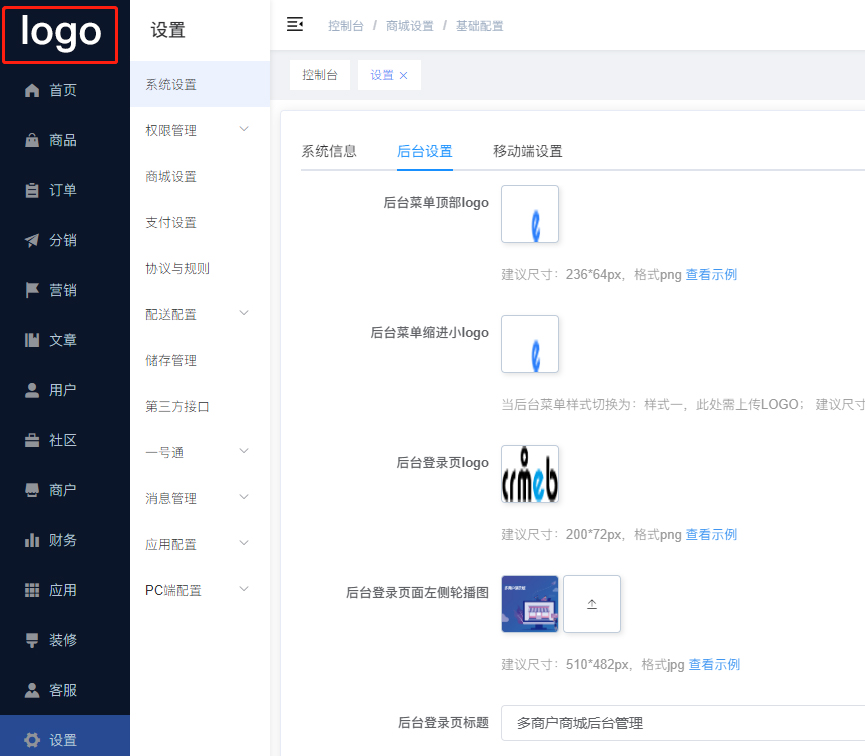 logo
首页
商品
订单
分销
营销
文章
用户
社区
商户
财务
应用
装修
客服
设置
设置
系统设置
权限管理
商城设置
支付设置
协议与规则
配送配置
储存管理
第三方接口
一号通
消息管理
应用配置
PC端配置
控制台 / 商城设置 / 基础配置
控制台 设置 ×
系统信息 后台设置 移动端设置
后台菜单顶部logo
建议尺寸：236*64px，格式png 查看示例
后台菜单缩进小logo
当后台菜单样式切换为：样式一，此处需上传LOGO； 建议尺寸
后台登录页logo
crmeb
建议尺寸：200*72px，格式png 查看示例
后台登录页面左侧轮播图
建议尺寸：510*482px，格式jpg 查看示例
后台登录页标题 多商户商城后台管理